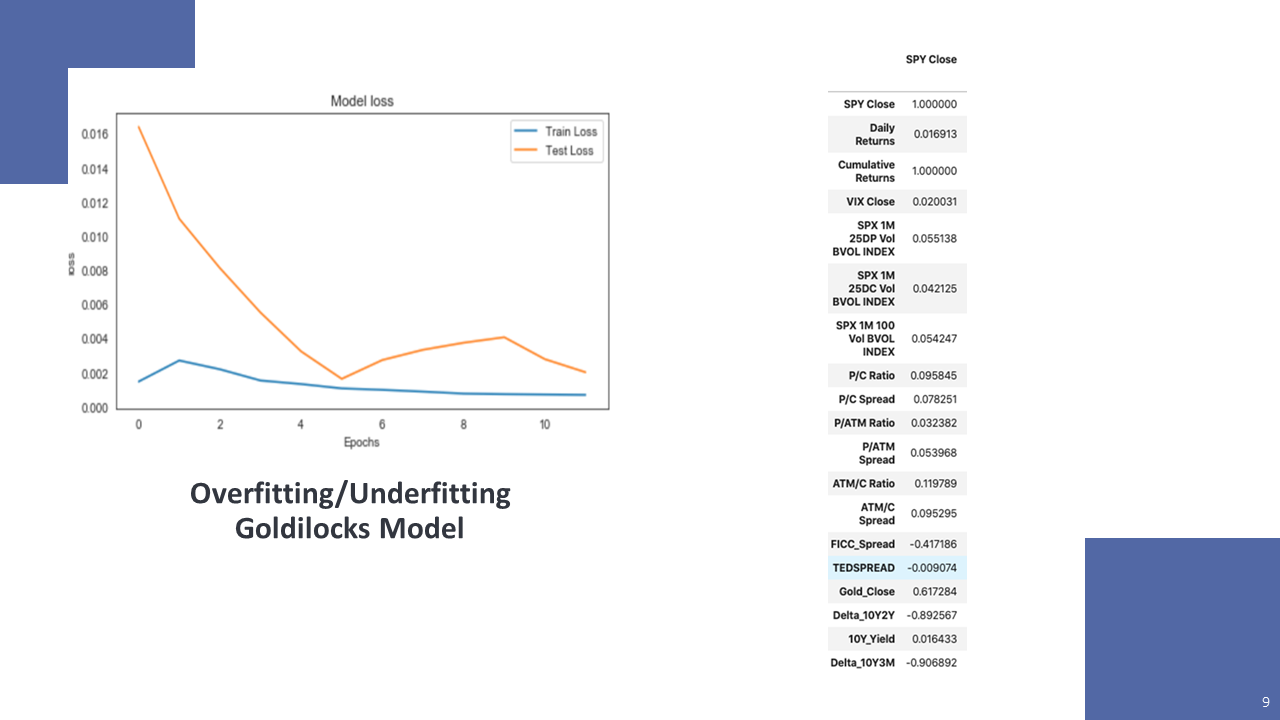 Model loss
Train Loss
Test Loss
0.016
0.014
0.012
0.010
0.008
0.006
0.004
0.002
0.000
loss
0 2 4 6 8 10
Epochs
Overfitting/Underfitting
Goldilocks Model
SPY Close
SPY Close 1.000000
Daily
Returns 0.016913
Cumulative
Returns 1.000000
VIX Close 0.020031
SPX 1M
25DP Vol 0.055138
BVOL INDEX
SPX 1M
25DC Vol 0.042125
BVOL INDEX
SPX 1M 100
Vol BVOL 0.054247
INDEX
P/C Ratio 0.095845
P/C Spread 0.078251
P/ATM Ratio 0.032382
P/ATM
Spread 0.053968
ATM/C Ratio 0.119789
ATM/C
Spread 0.095295
FICC_Spread -0.417186
TEDSPREAD -0.009074
Gold_Close 0.617284
Delta_10Y2Y -0.892567
10Y_Yield 0.016433
Delta_10Y3M -0.906892
9